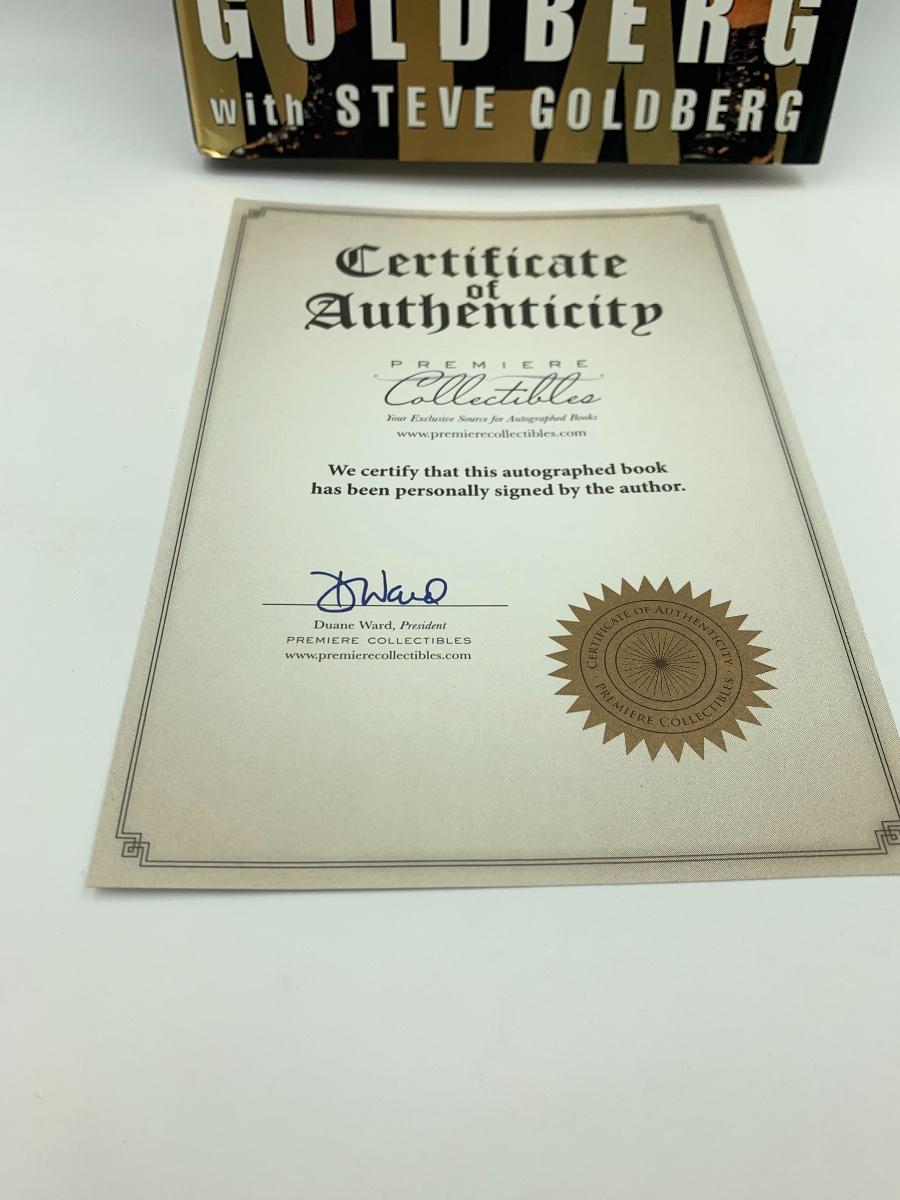 GOLDBERG
with STEVE GOLDBERG
Certificate
of
Authenticity
PREMIERE
Collectibles
Your Exclusive Source for Autographed Books
www.premierecollectibles.com
We certify that this autographed book
has been personally signed by the author.
DWard
Duane Ward, President
PREMIERE COLLECTIBLES
www.premierecollectibles.com
CERTIFICATE OF AUTHENTICITY
PREMIERE COLLECTIBLES